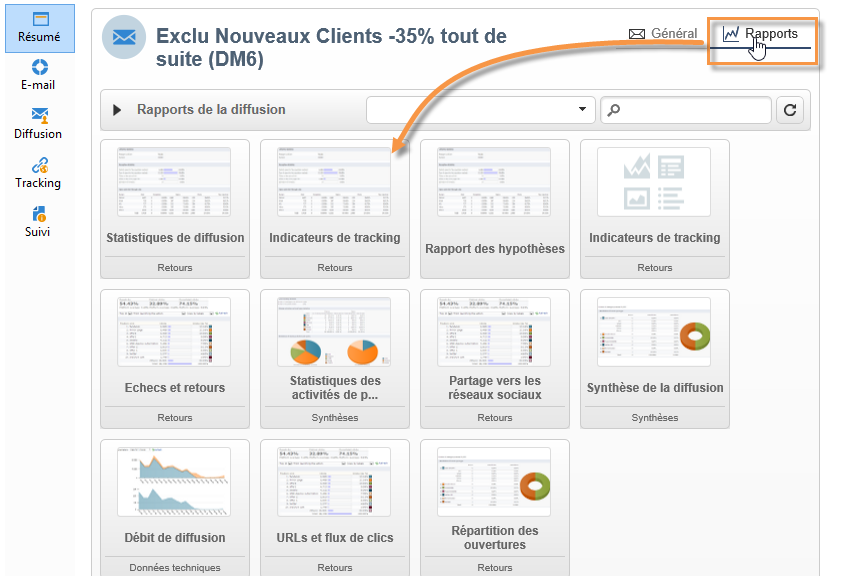 Résumé
E-mail
Diffusion
Tracking
Suivi
Exclu Nouveaux Clients -35% tout de
suite (DM6)
Général
Rapports
Rapports de la diffusion
Statistiques de diffusion
Retours
Indicateurs de tracking
Retours
Rapport des hypothèses
Indicateurs de tracking
Retours
Echecs et retours
Retours
Statistiques des
activités de p...
Synthèses
Partage vers les
réseaux sociaux
Retours
Synthèse de la diffusion
Synthèses
Débit de diffusion
Données techniques
URLs et flux de clics
Retours
Répartition des
ouvertures
Retours